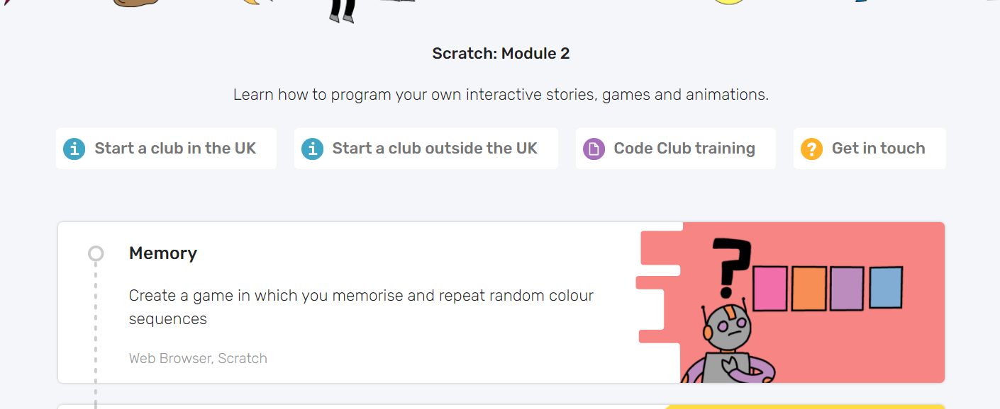 Scratch: Module 2
Learn how to program your own interactive stories, games and animations.
Start a club in the UK
Start a club outside the UK
Code Club training
Get in touch
Memory
Create a game in which you memorise and repeat random colour
sequences
Web Browser, Scratch